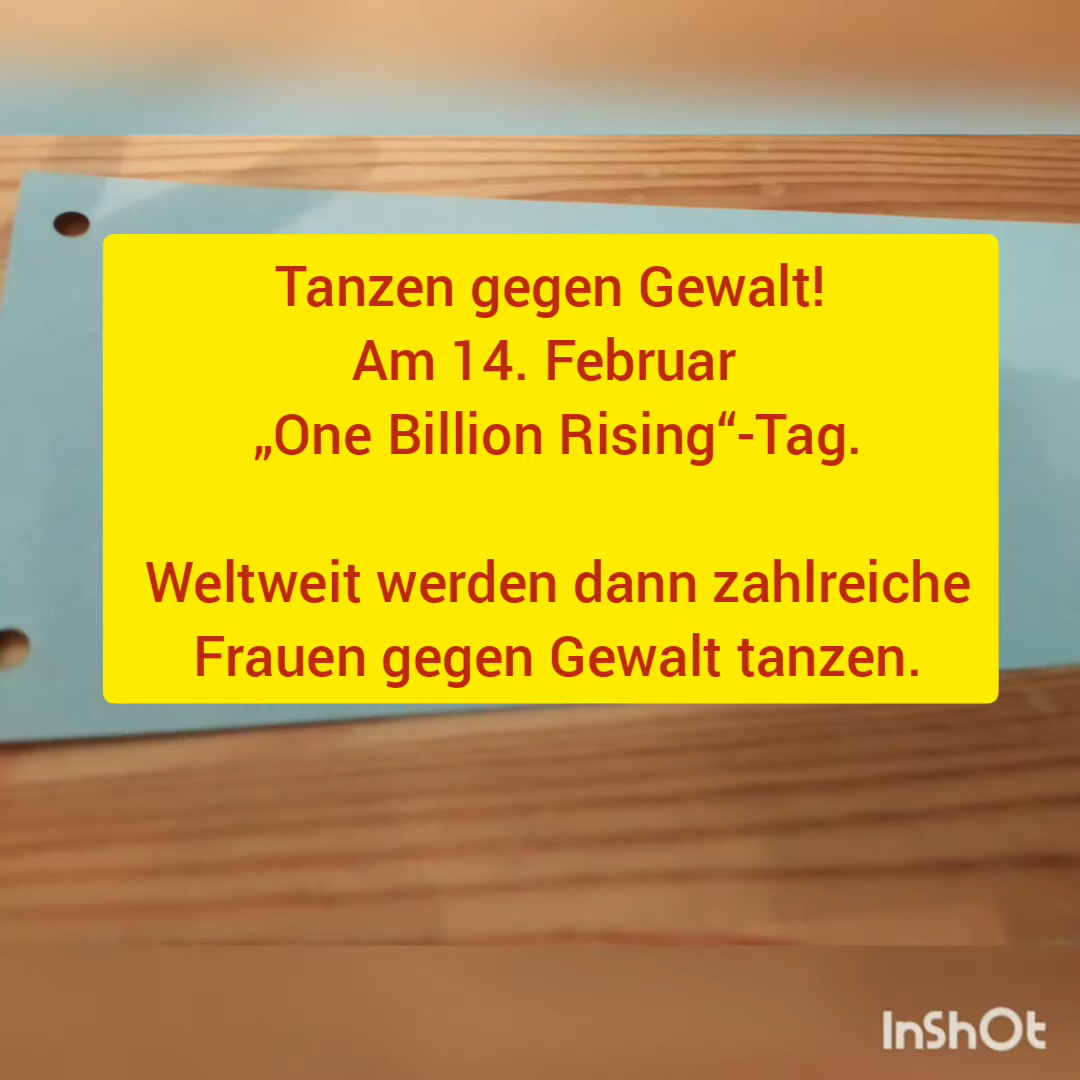 Tanzen gegen Gewalt!
Am 14. Februar
„One Billion Rising“-Tag.
Weltweit werden dann zahlreiche
Frauen gegen Gewalt tanzen.
InShOt